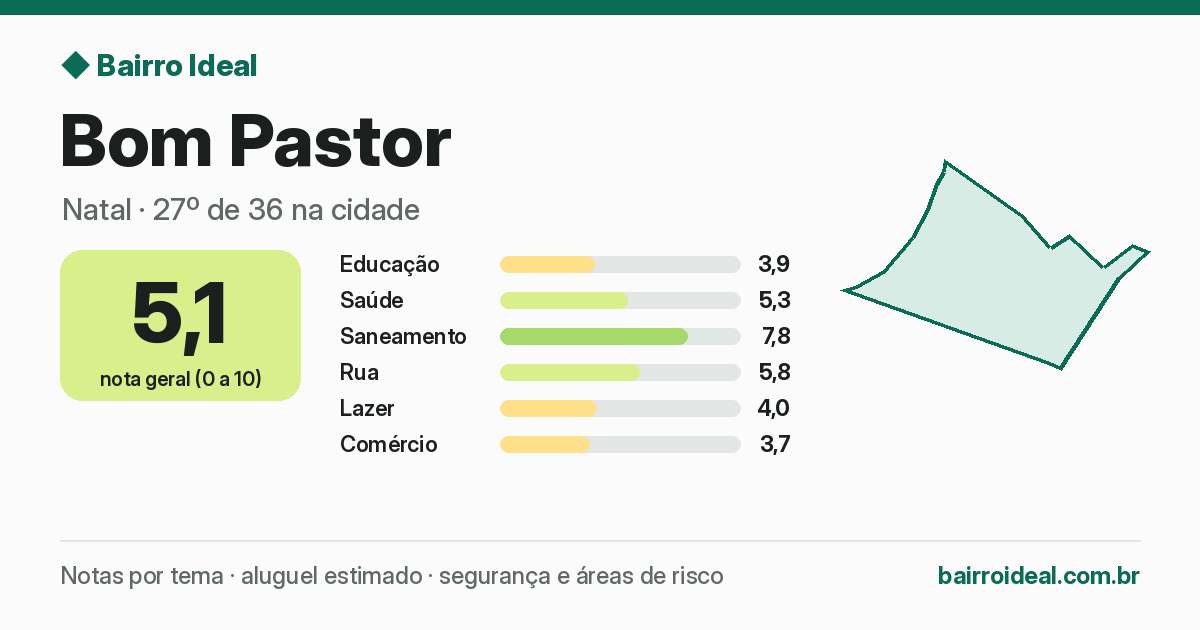 Bairro Ideal
Bom Pastor
Natal · 27º de 36 na cidade
5,1
nota geral (0 a 10)
Educação 3,9
Saúde 5,3
Saneamento 7,8
Rua 5,8
Lazer 4,0
Comércio 3,7
Notas por tema · aluguel estimado · segurança e áreas de risco
bairroideal.com.br